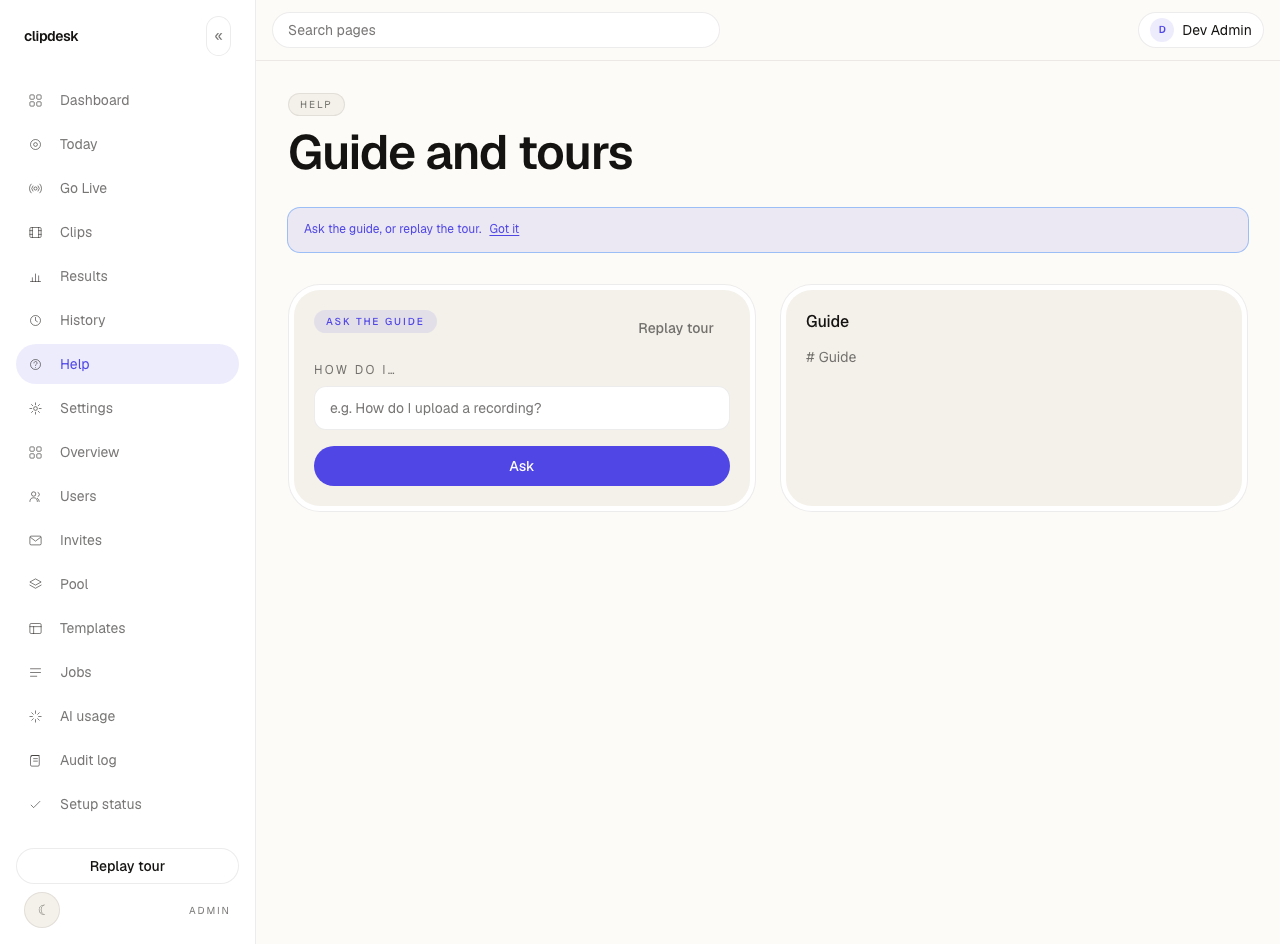 clipdesk
«
Dashboard
Today
Go Live
Clips
Results
History
Help
Settings
Overview
Users
Invites
Pool
Templates
Jobs
AI usage
Audit log
Setup status
Replay tour
ADMIN
Search pages
D Dev Admin
HELP
Guide and tours
Ask the guide, or replay the tour. Got it
ASK THE GUIDE
Replay tour
HOW DO I…
e.g. How do I upload a recording?
Ask
Guide
# Guide